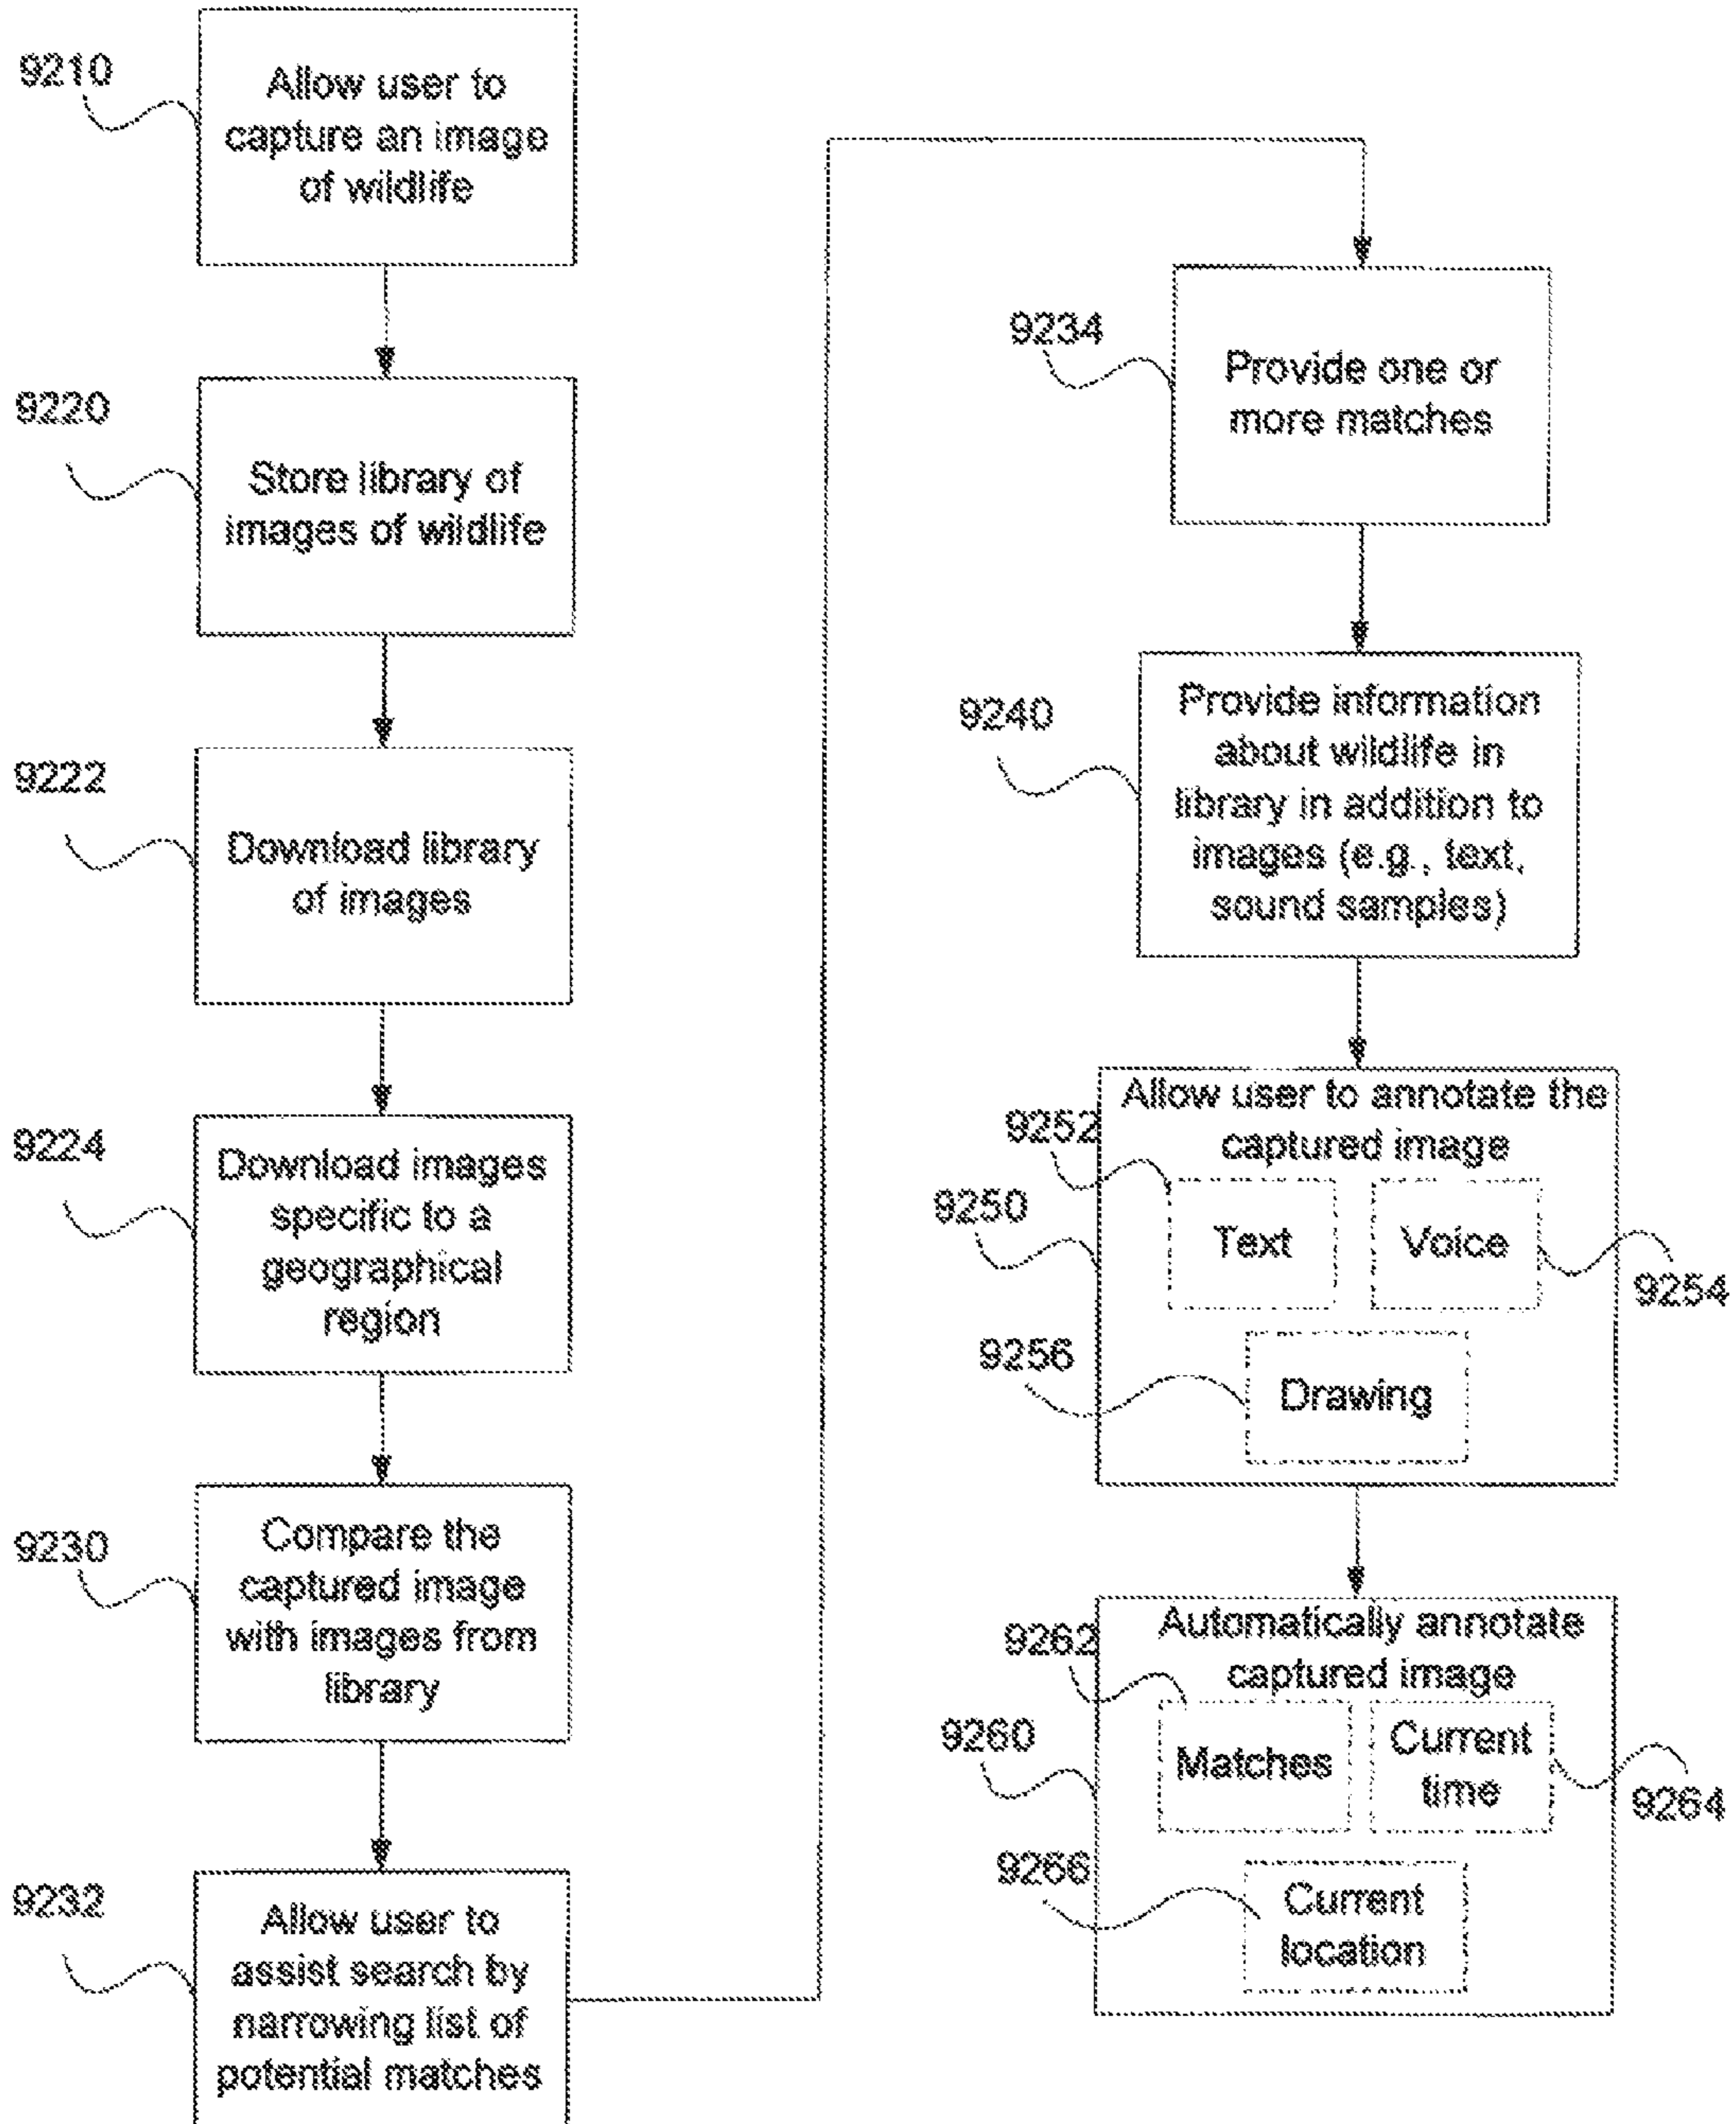 9210
Allow user to
capture an image
of wildlife
9220
Store library of
images of wildlife
9222
Download library
of images
9224
Download images
specific to a
geographical
region
9230
Compare the
captured image
with images from
library
9232
Allow user to
assist search by
narrowing list of
potential matches
9234
Provide one or
more matches
9240
Provide information
about wildlife in
library in addition to
images (e.g., text,
sound samples)
9250
Allow user to annotate the
captured image
9252
Text
Voice
9254
9256
Drawing
9260
Automatically annotate
captured image
9262
Matches
Current
time
9264
9266
Current
location